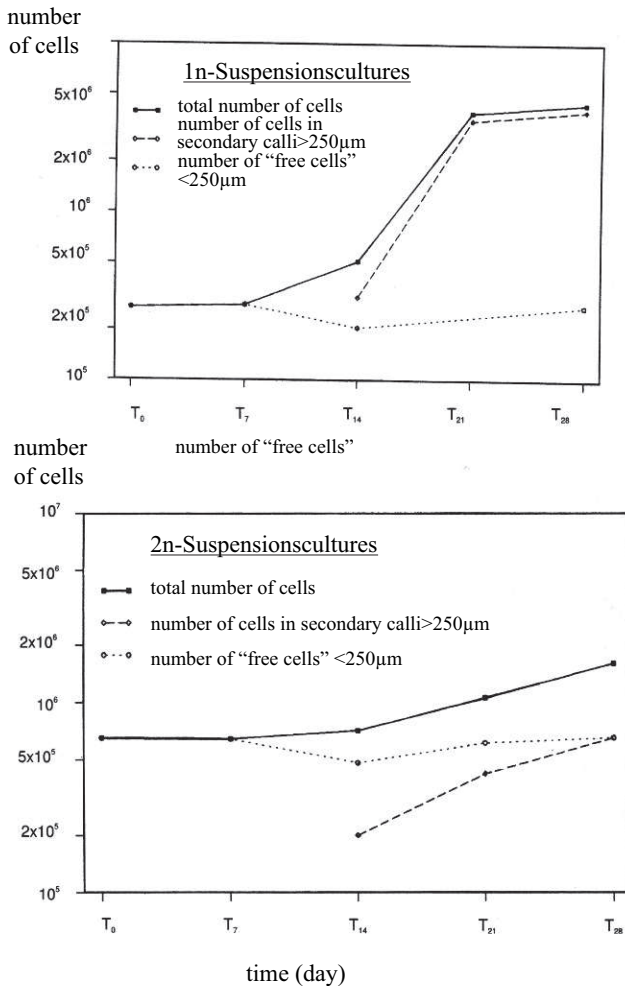 number
of cells
1n-Suspensionscultures
total number of cells
number of cells in
secondary calli>250µm
number of “free cells”
<250µm
5x10⁶
2x10⁶
10⁶
5x10⁵
2x10⁵
10⁵
T₀ T₇ T₁₄ T₂₁ T₂₈
number of “free cells”
number
of cells
2n-Suspensionscultures
total number of cells
number of cells in secondary calli>250µm
number of “free cells” <250µm
10⁷
5x10⁶
2x10⁶
10⁶
5x10⁵
2x10⁵
10⁵
T₀ T₇ T₁₄ T₂₁ T₂₈
time (day)